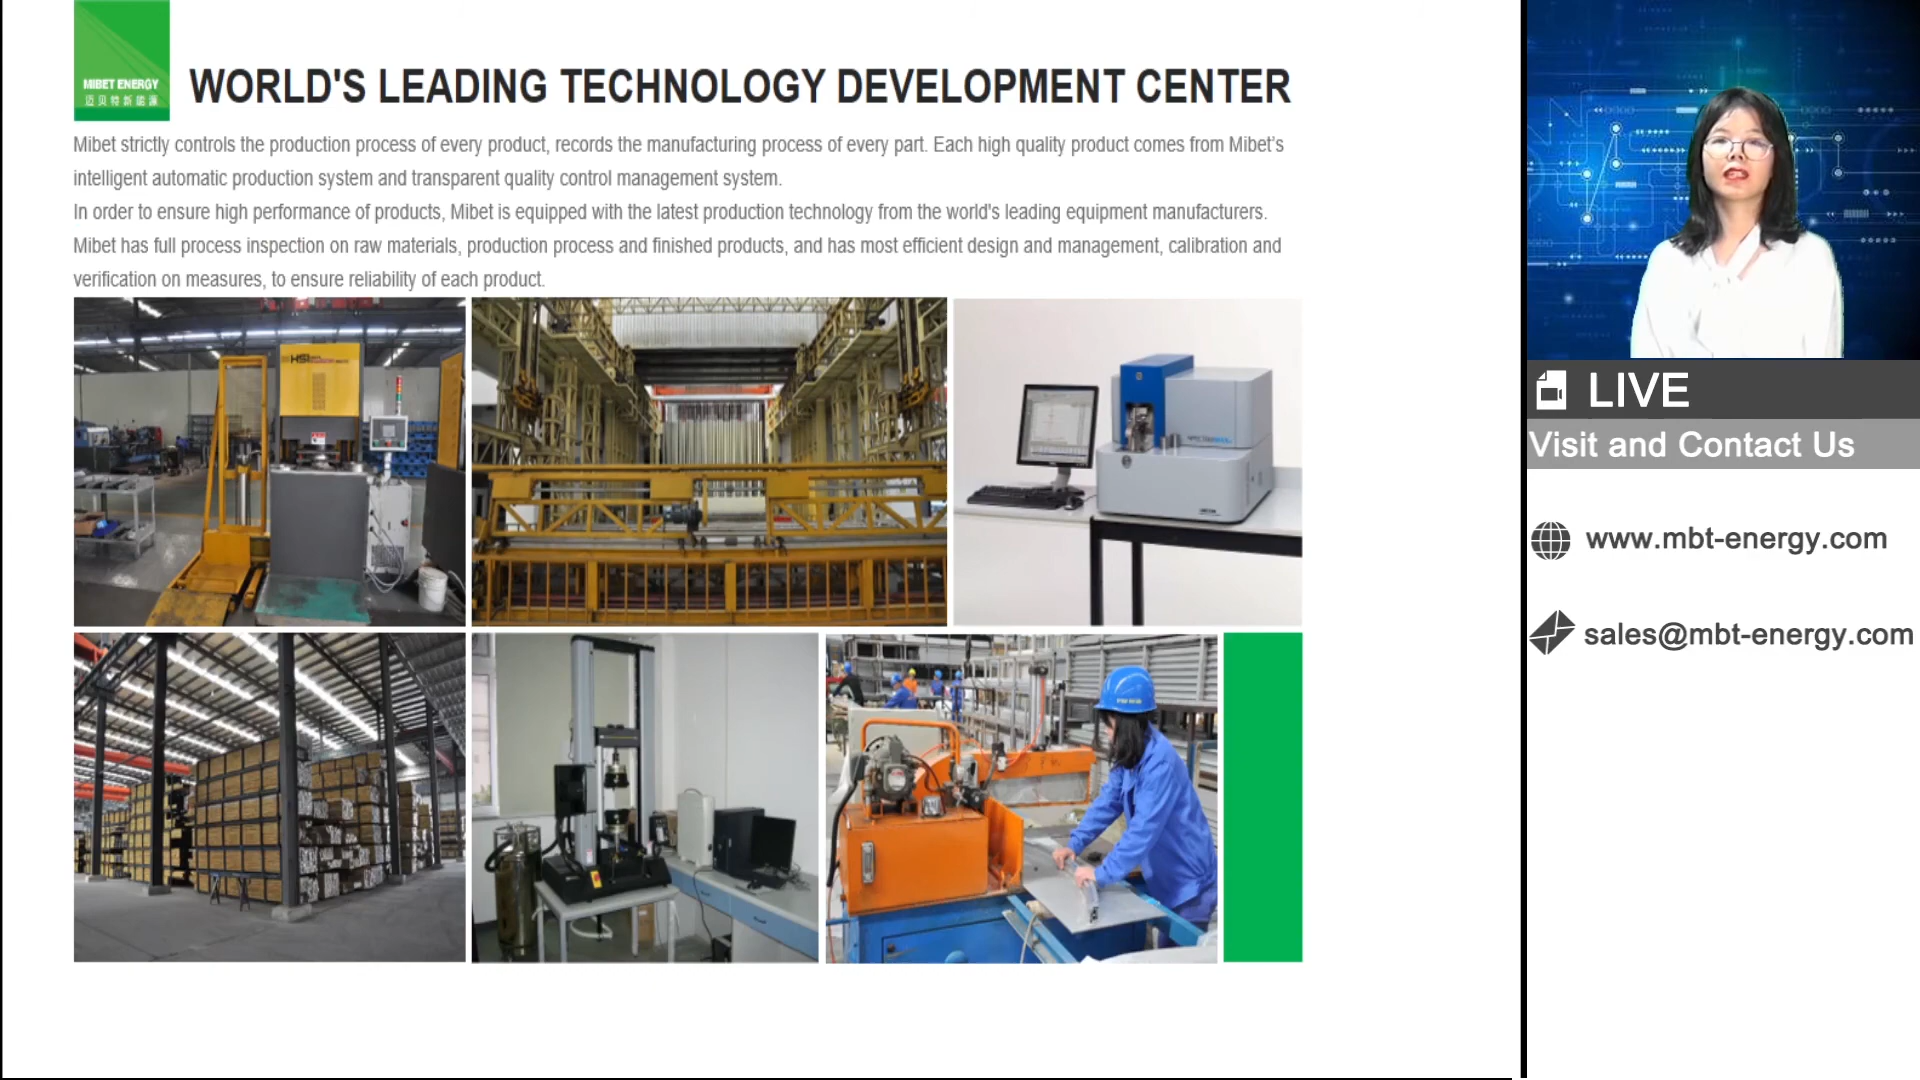 MIBET ENERGY
迈贝特新能源
WORLD'S LEADING TECHNOLOGY DEVELOPMENT CENTER
Mibet strictly controls the production process of every product, records the manufacturing process of every part. Each high quality product comes from Mibet's
intelligent automatic production system and transparent quality control management system.
In order to ensure high performance of products, Mibet is equipped with the latest production technology from the world's leading equipment manufacturers.
Mibet has full process inspection on raw materials, production process and finished products, and has most efficient design and management, calibration and
verification on measures, to ensure reliability of each product.
HSI
LIVE
Visit and Contact Us
www.mbt-energy.com
sales@mbt-energy.com